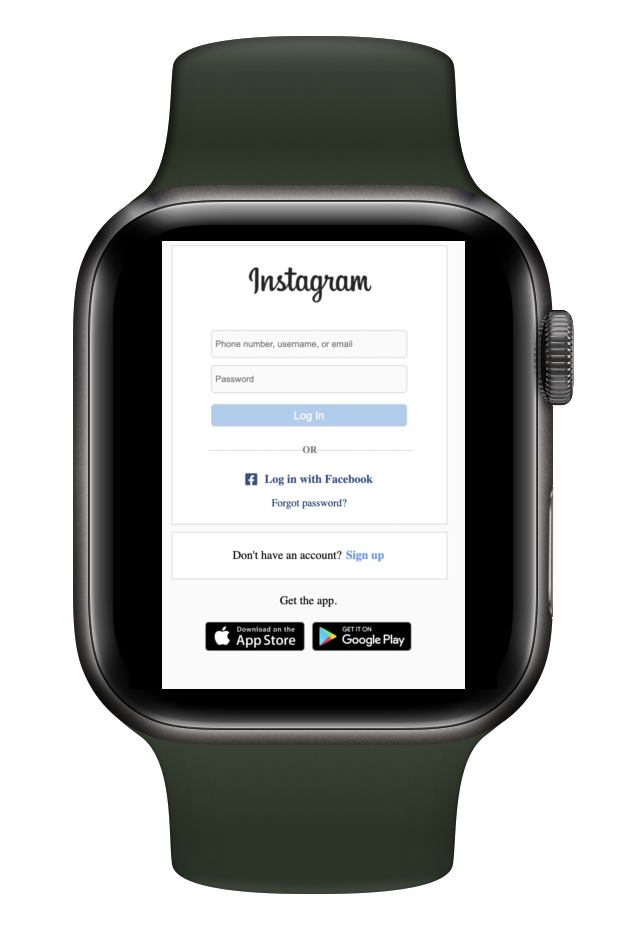 Instagram
Phone number, username, or email
Password
Log In
OR
Log in with Facebook
Forgot password?
Don't have an account? Sign up
Get the app.
Download on the
App Store
GET IT ON
Google Play